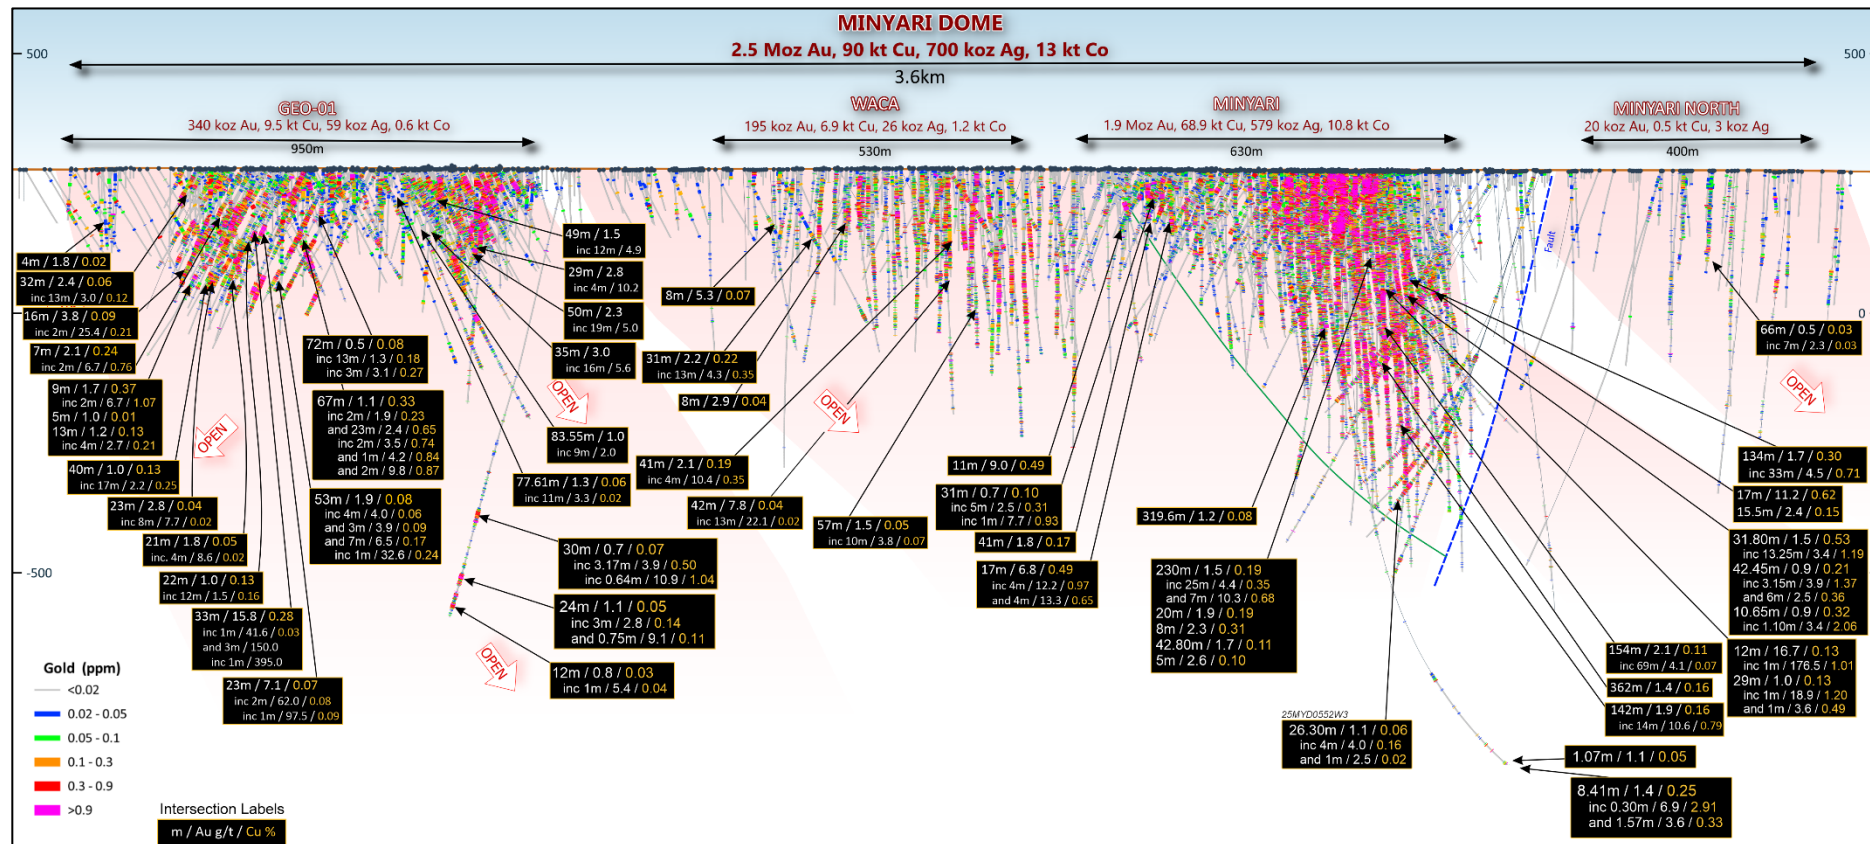 MINYARI DOME
2.5 Moz Au, 90 kt Cu, 700 koz Ag, 13 kt Co
500
500
3.6km
GEO-01
340 koz Au, 9.5 kt Cu, 59 koz Ag, 0.6 kt Co
950m
WACA
195 koz Au, 6.9 kt Cu, 26 koz Ag, 1.2 kt Co
530m
MINYARI
1.9 Moz Au, 68.9 kt Cu, 579 koz Ag, 10.8 kt Co
630m
MINYARI NORTH
20 koz Au, 0.5 kt Cu, 3 koz Ag
400m
4m / 1.8 / 0.02
32m / 2.4 / 0.06
inc 13m / 3.0 / 0.12
16m / 3.8 / 0.09
inc 2m / 25.4 / 0.21
7m / 2.1 / 0.24
inc 2m / 6.7 / 0.76
9m / 1.7 / 0.37
inc 2m / 6.7 / 1.07
5m / 1.0 / 0.01
13m / 1.2 / 0.13
inc 4m / 2.7 / 0.21
40m / 1.0 / 0.13
inc 17m / 2.2 / 0.25
23m / 2.8 / 0.04
inc 8m / 7.7 / 0.02
21m / 1.8 / 0.05
inc. 4m / 8.6 / 0.02
22m / 1.0 / 0.13
inc 12m / 1.5 / 0.16
33m / 15.8 / 0.28
inc 1m / 41.6 / 0.03
and 3m / 150.0
inc 1m / 395.0
23m / 7.1 / 0.07
inc 2m / 62.0 / 0.08
inc 1m / 97.5 / 0.09
OPEN
72m / 0.5 / 0.08
inc 13m / 1.3 / 0.18
inc 3m / 3.1 / 0.27
67m / 1.1 / 0.33
inc 2m / 1.9 / 0.23
and 23m / 2.4 / 0.65
inc 2m / 3.5 / 0.74
and 1m / 4.2 / 0.84
and 2m / 9.8 / 0.87
53m / 1.9 / 0.08
inc 4m / 4.0 / 0.06
and 3m / 3.9 / 0.09
and 7m / 6.5 / 0.17
inc 1m / 32.6 / 0.24
49m / 1.5
inc 12m / 4.9
29m / 2.8
inc 4m / 10.2
50m / 2.3
inc 19m / 5.0
35m / 3.0
inc 16m / 5.6
OPEN
83.55m / 1.0
inc 9m / 2.0
77.61m / 1.3 / 0.06
inc 11m / 3.3 / 0.02
30m / 0.7 / 0.07
inc 3.17m / 3.9 / 0.50
inc 0.64m / 10.9 / 1.04
24m / 1.1 / 0.05
inc 3m / 2.8 / 0.14
and 0.75m / 9.1 / 0.11
12m / 0.8 / 0.03
inc 1m / 5.4 / 0.04
OPEN
8m / 5.3 / 0.07
31m / 2.2 / 0.22
inc 13m / 4.3 / 0.35
8m / 2.9 / 0.04
OPEN
41m / 2.1 / 0.19
inc 4m / 10.4 / 0.35
42m / 7.8 / 0.04
inc 13m / 22.1 / 0.02
57m / 1.5 / 0.05
inc 10m / 3.8 / 0.07
11m / 9.0 / 0.49
31m / 0.7 / 0.10
inc 5m / 2.5 / 0.31
inc 1m / 7.7 / 0.93
41m / 1.8 / 0.17
17m / 6.8 / 0.49
inc 4m / 12.2 / 0.97
and 4m / 13.3 / 0.65
319.6m / 1.2 / 0.08
230m / 1.5 / 0.19
inc 25m / 4.4 / 0.35
and 7m / 10.3 / 0.68
20m / 1.9 / 0.19
8m / 2.3 / 0.31
42.80m / 1.7 / 0.11
5m / 2.6 / 0.10
Fault
0
66m / 0.5 / 0.03
inc 7m / 2.3 / 0.03
OPEN
134m / 1.7 / 0.30
inc 33m / 4.5 / 0.71
17m / 11.2 / 0.62
15.5m / 2.4 / 0.15
31.80m / 1.5 / 0.53
inc 13.25m / 3.4 / 1.19
42.45m / 0.9 / 0.21
inc 3.15m / 3.9 / 1.37
and 6m / 2.5 / 0.36
10.65m / 0.9 / 0.32
inc 1.10m / 3.4 / 2.06
12m / 16.7 / 0.13
inc 1m / 176.5 / 1.01
29m / 1.0 / 0.13
inc 1m / 18.9 / 1.20
and 1m / 3.6 / 0.49
154m / 2.1 / 0.11
inc 69m / 4.1 / 0.07
362m / 1.4 / 0.16
142m / 1.9 / 0.16
inc 14m / 10.6 / 0.79
25MYD0552W3
26.30m / 1.1 / 0.06
inc 4m / 4.0 / 0.16
and 1m / 2.5 / 0.02
1.07m / 1.1 / 0.05
8.41m / 1.4 / 0.25
inc 0.30m / 6.9 / 2.91
and 1.57m / 3.6 / 0.33
-500
Gold (ppm)
<0.02
0.02 - 0.05
0.05 - 0.1
0.1 - 0.3
0.3 - 0.9
>0.9
Intersection Labels
m / Au g/t / Cu %